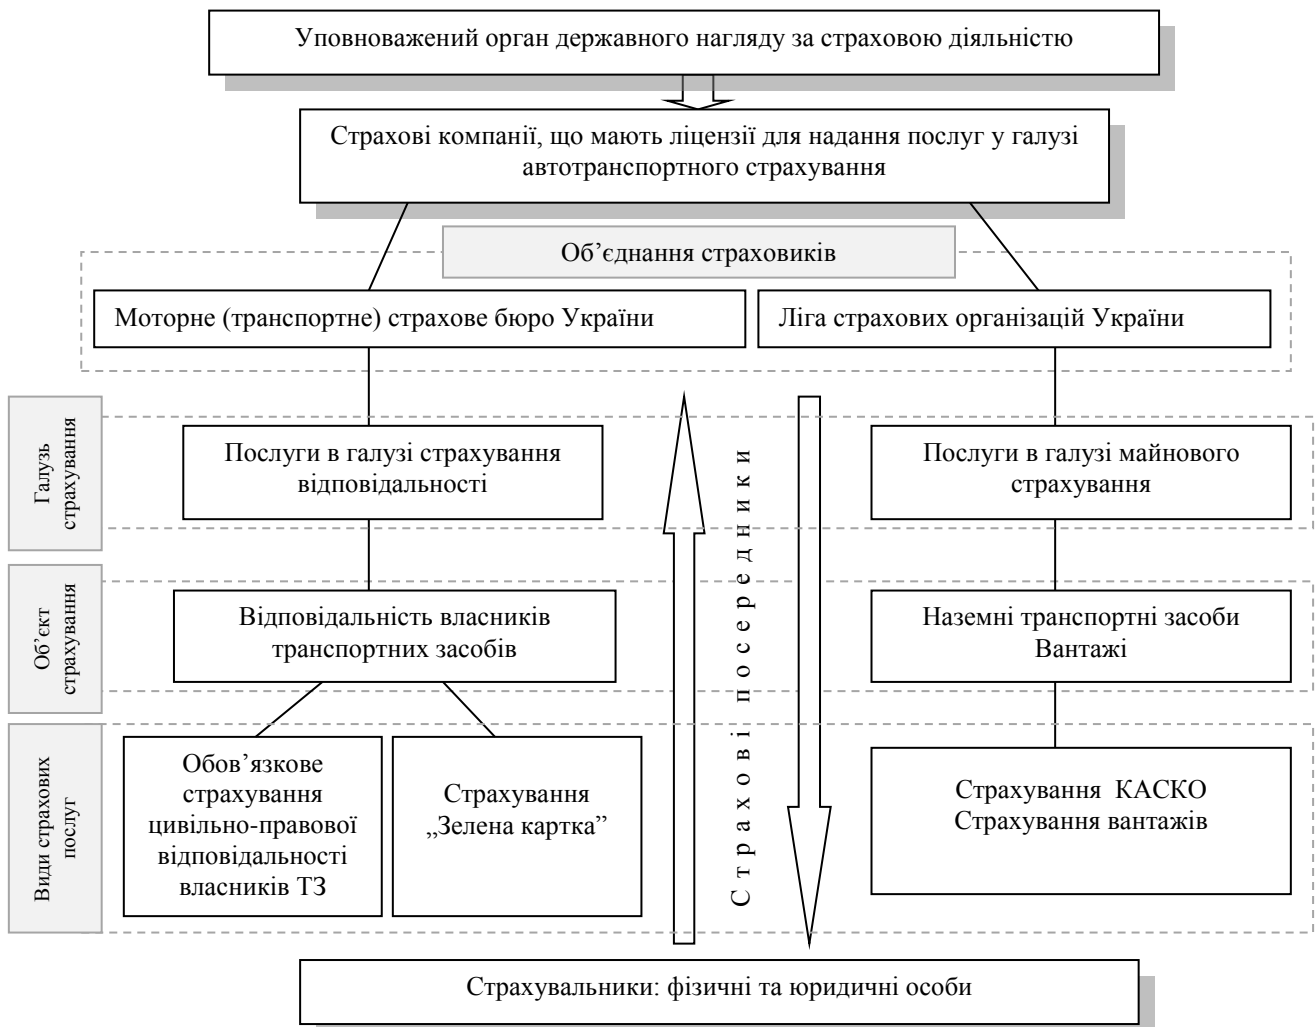 Уповноважений орган державного нагляду за страховою діяльністю
Страхові компанії, що мають ліцензії для надання послуг у галузі
автотранспортного страхування
Об’єднання страховиків
Моторне (транспортне) страхове бюро України
Ліга страхових організацій України
Галузь
страхування
Послуги в галузі страхування
відповідальності
Страхові посередники
Послуги в галузі майнового
страхування
Об’єкт
страхування
Відповідальність власників
транспортних засобів
Наземні транспортні засоби
Вантажі
Види страхових
послуг
Обов’язкове
страхування
цивільно-правової
відповідальності
власників ТЗ
Страхування
„Зелена картка”
Страхування КАСКО
Страхування вантажів
Страхувальники: фізичні та юридичні особи